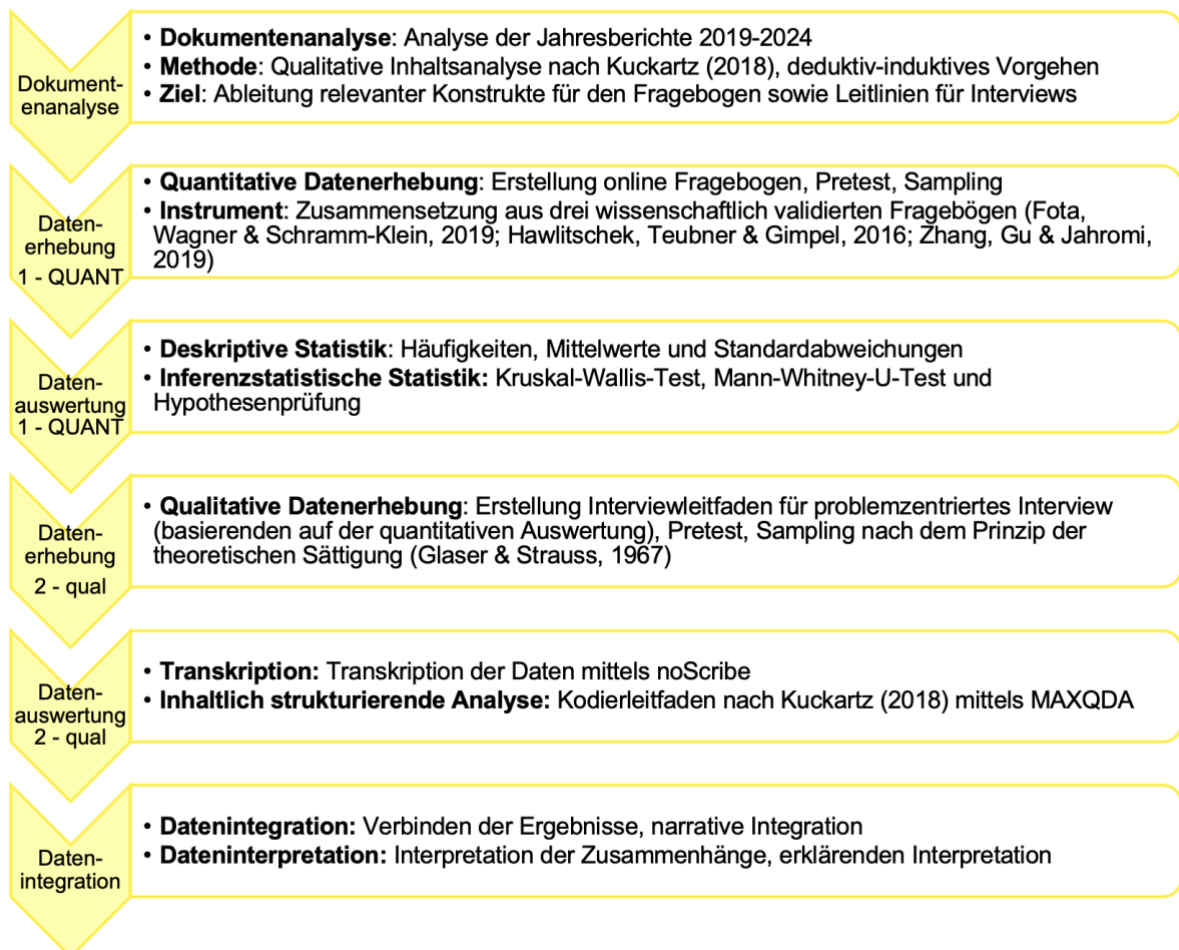 Dokument-
enanalyse
• Dokumentenanalyse: Analyse der Jahresberichte 2019-2024
• Methode: Qualitative Inhaltsanalyse nach Kuckartz (2018), deduktiv-induktives Vorgehen
• Ziel: Ableitung relevanter Konstrukte für den Fragebogen sowie Leitlinien für Interviews
Daten-
erhebung
1 - QUANT
• Quantitative Datenerhebung: Erstellung online Fragebogen, Pretest, Sampling
• Instrument: Zusammensetzung aus drei wissenschaftlich validierten Fragebögen (Fota,
Wagner & Schramm-Klein, 2019; Hawlitschek, Teubner & Gimpel, 2016; Zhang, Gu & Jahromi,
2019)
Daten-
auswertung
1 - QUANT
• Deskriptive Statistik: Häufigkeiten, Mittelwerte und Standardabweichungen
• Inferenzstatistische Statistik: Kruskal-Wallis-Test, Mann-Whitney-U-Test und
Hypothesenprüfung
Daten-
erhebung
2 - qual
• Qualitative Datenerhebung: Erstellung Interviewleitfaden für problemzentriertes Interview
(basierenden auf der quantitativen Auswertung), Pretest, Sampling nach dem Prinzip der
theoretischen Sättigung (Glaser & Strauss, 1967)
Daten-
auswertung
2 - qual
• Transkription: Transkription der Daten mittels noScribe
• Inhaltlich strukturierende Analyse: Kodierleitfaden nach Kuckartz (2018) mittels MAXQDA
Daten-
integration
• Datenintegration: Verbinden der Ergebnisse, narrative Integration
• Dateninterpretation: Interpretation der Zusammenhänge, erklärenden Interpretation